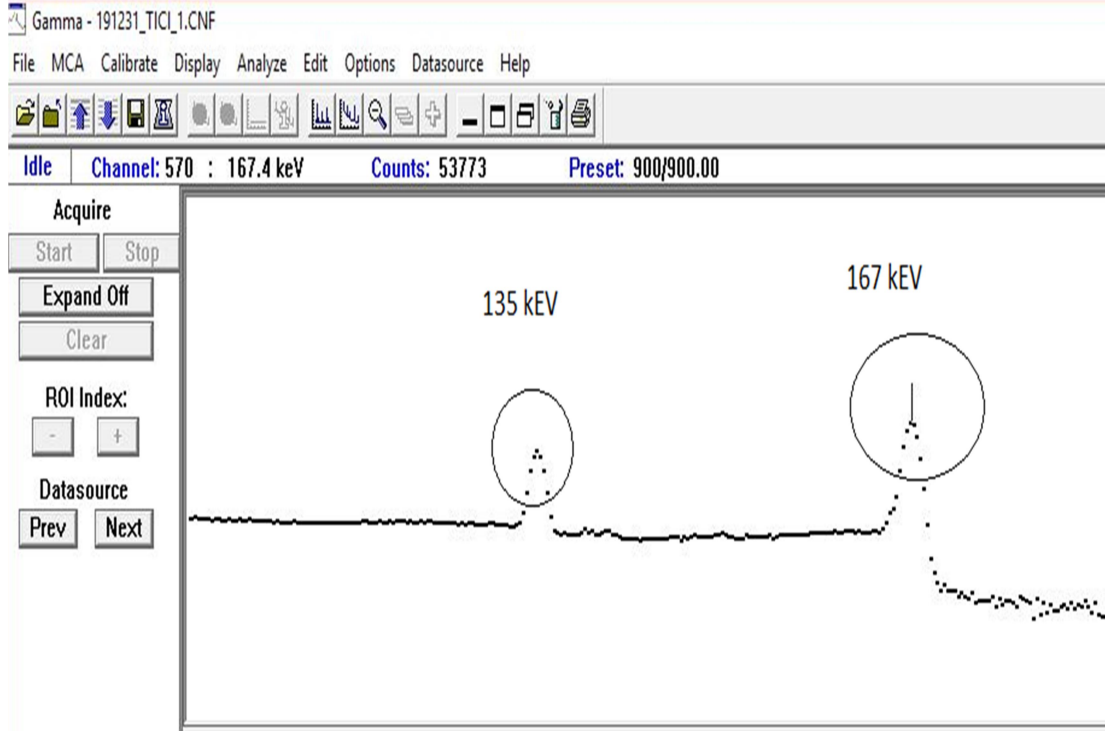 Gamma - 191231_TICI_1.CNF
File MCA Calibrate Display Analyze Edit Options Datasource Help
Idle Channel: 570 : 167.4 keV Counts: 53773 Preset: 900/900.00
Acquire
Start Stop
Expand Off
Clear
ROI Index:
- +
Datasource
Prev Next
135 kEV
167 kEV